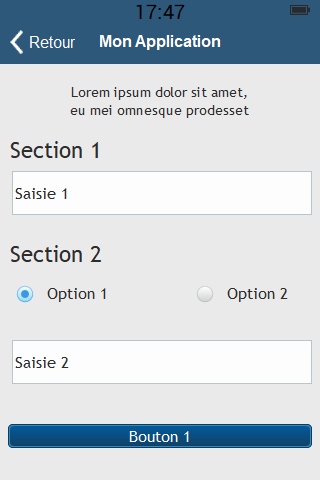 17:47
Retour
Mon Application
Lorem ipsum dolor sit amet,
eu mei omnesque prodesset
Section 1
Saisie 1
Section 2
Option 1
Option 2
Saisie 2
Bouton 1